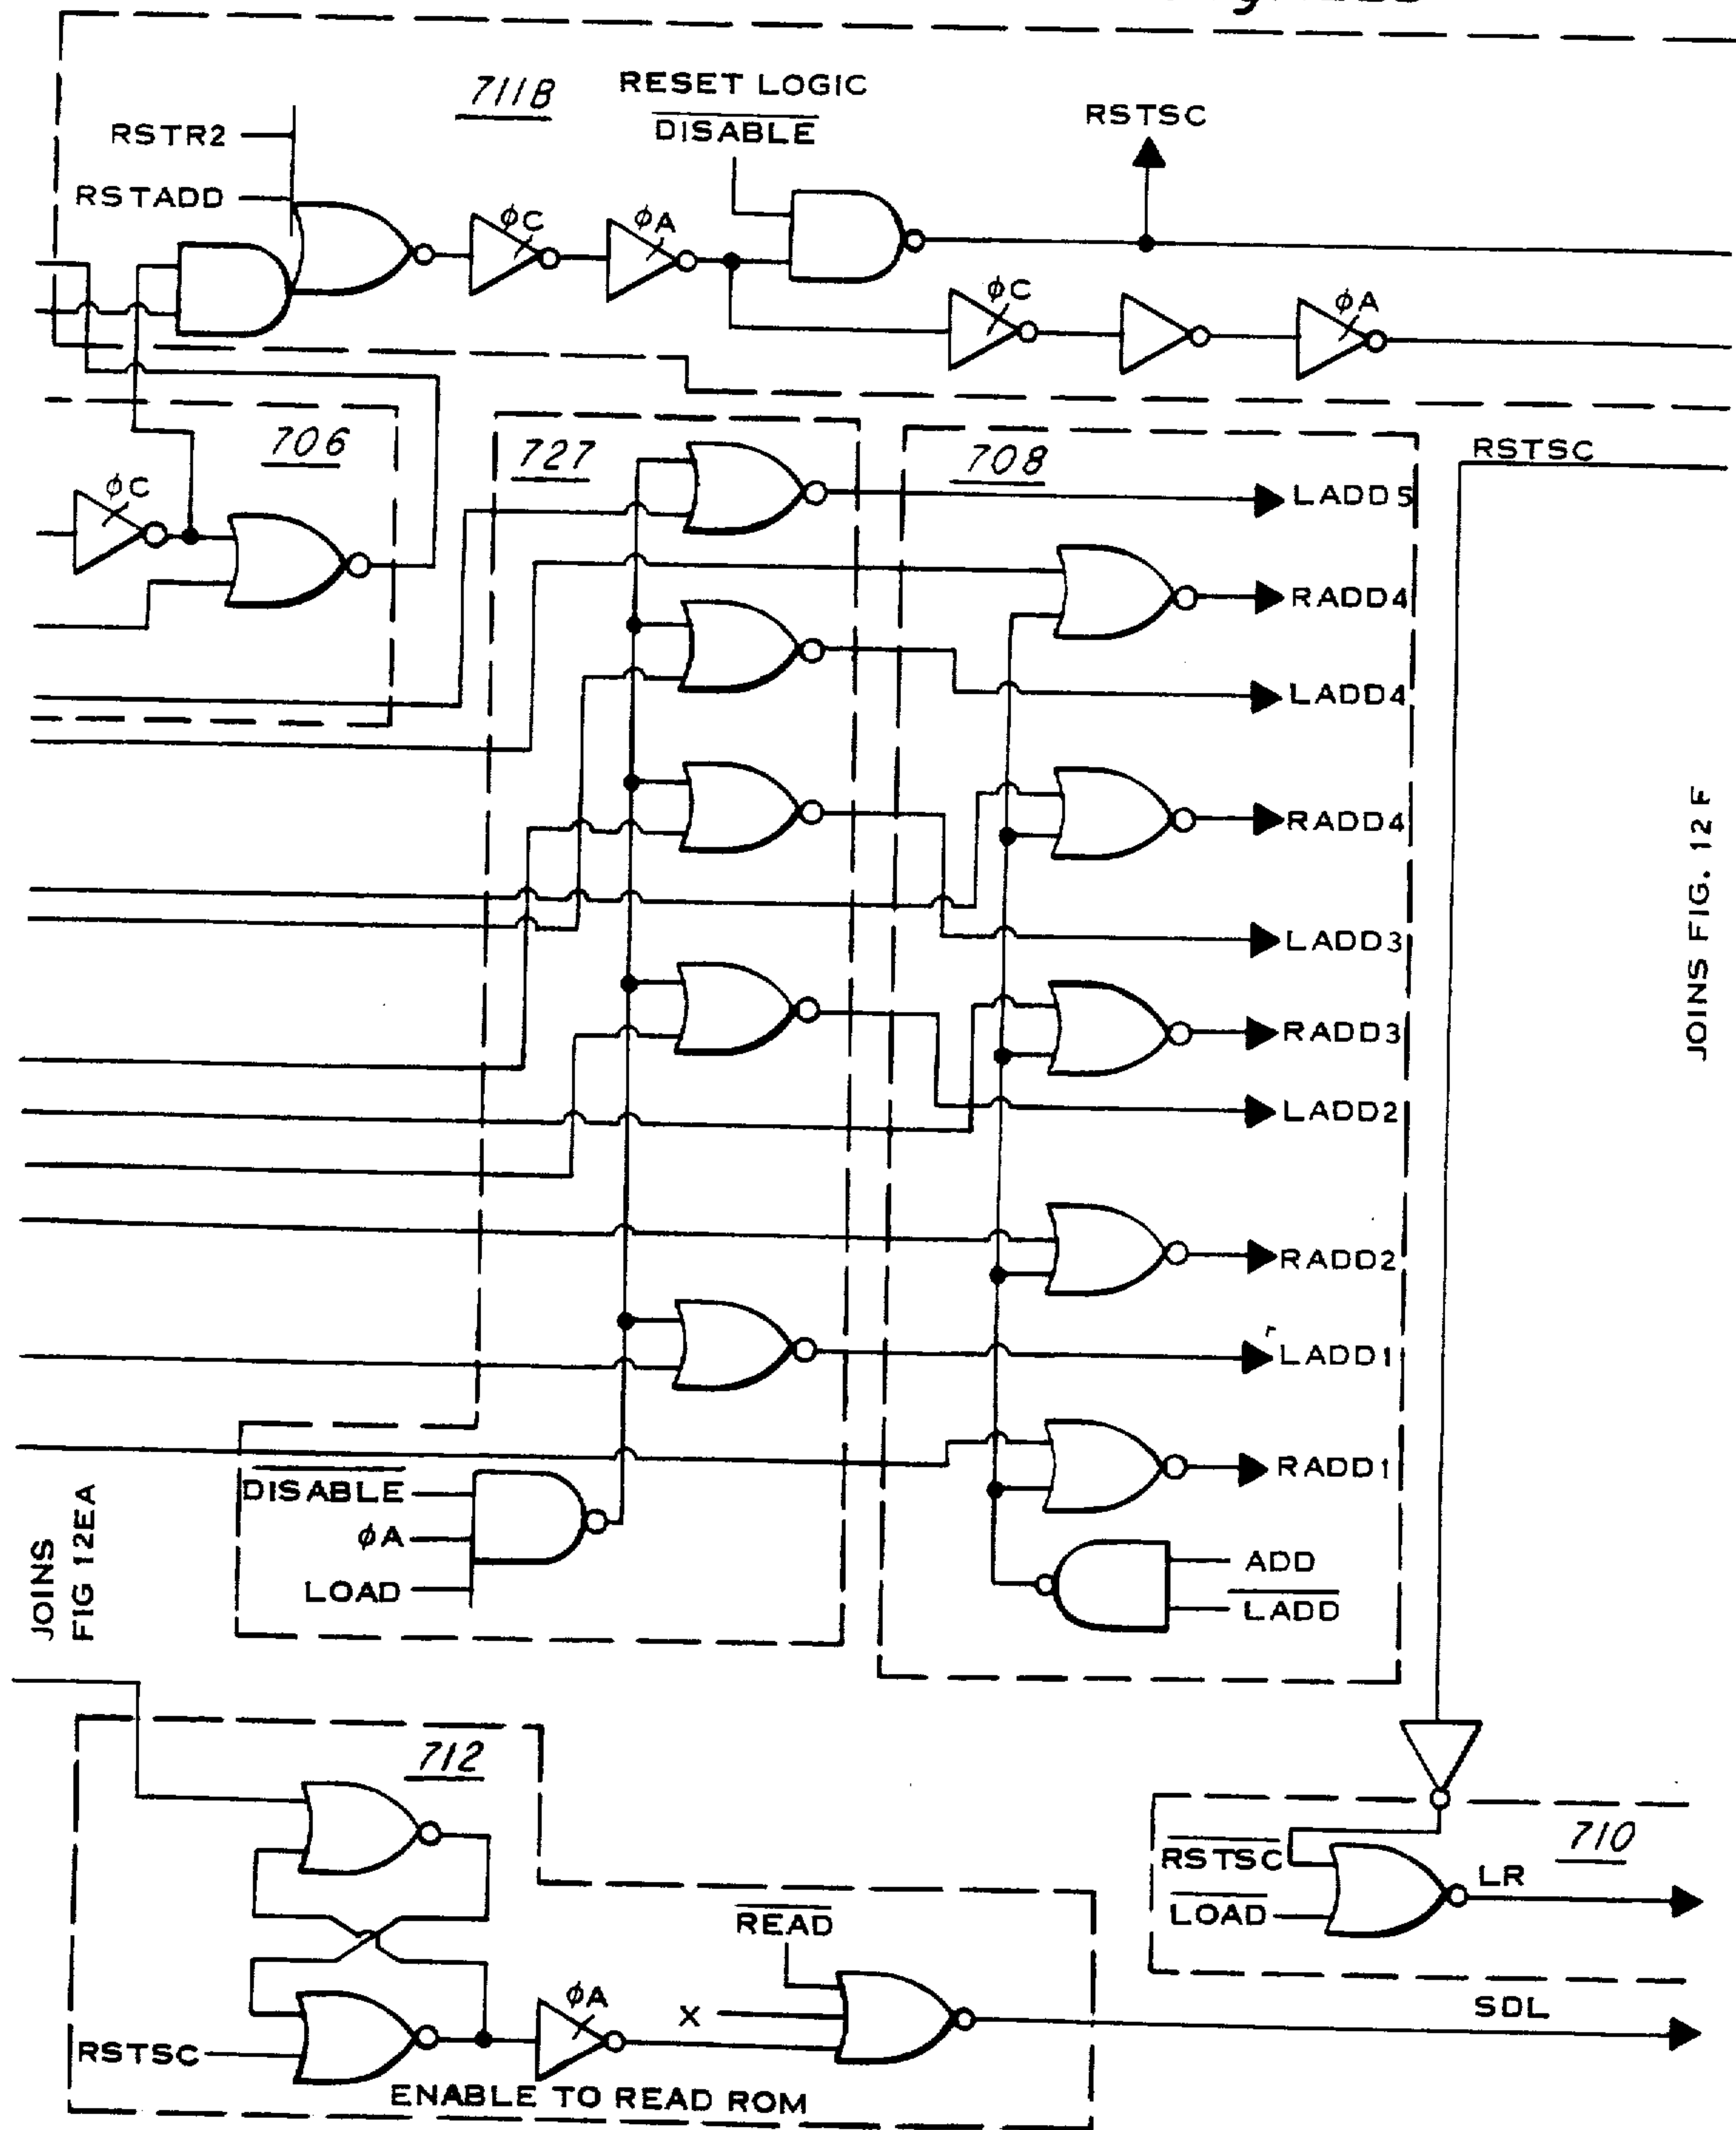 711B
RESET LOGIC
DISABLE
RSTSC
RSTR2
RSTADD
φC
φA
φC
φA
706
727
708
RSTSC
φC
LADD5
RADD4
LADD4
RADD4
LADD3
RADD3
LADD2
RADD2
LADD1
RADD1
JOINS FIG. 12F
JOINS
FIG 12EA
DISABLE
φA
LOAD
ADD
LADD
712
710
RSTSC
LR
LOAD
READ
φA
X
SDL
RSTSC
ENABLE TO READ ROM